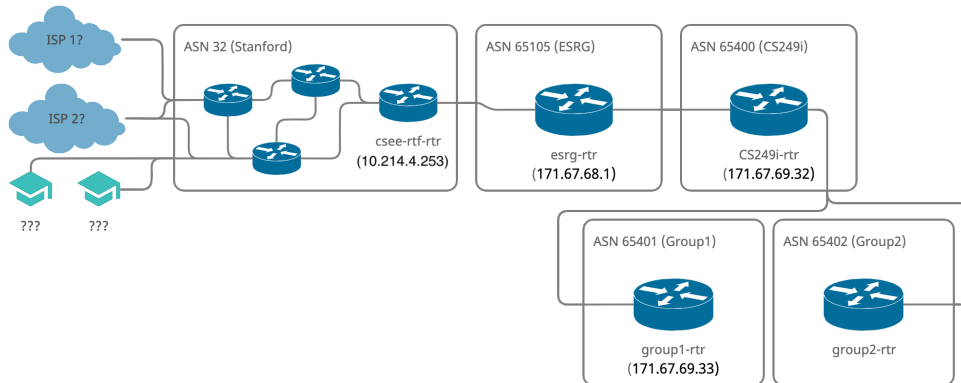 ISP 1?
ISP 2?
???
???
ASN 32 (Stanford)
csee-rtf-rtr
(10.214.4.253)
ASN 65105 (ESRG)
esrg-rtr
(171.67.68.1)
ASN 65400 (CS249i)
CS249i-rtr
(171.67.69.32)
ASN 65401 (Group1)
group1-rtr
(171.67.69.33)
ASN 65402 (Group2)
group2-rtr